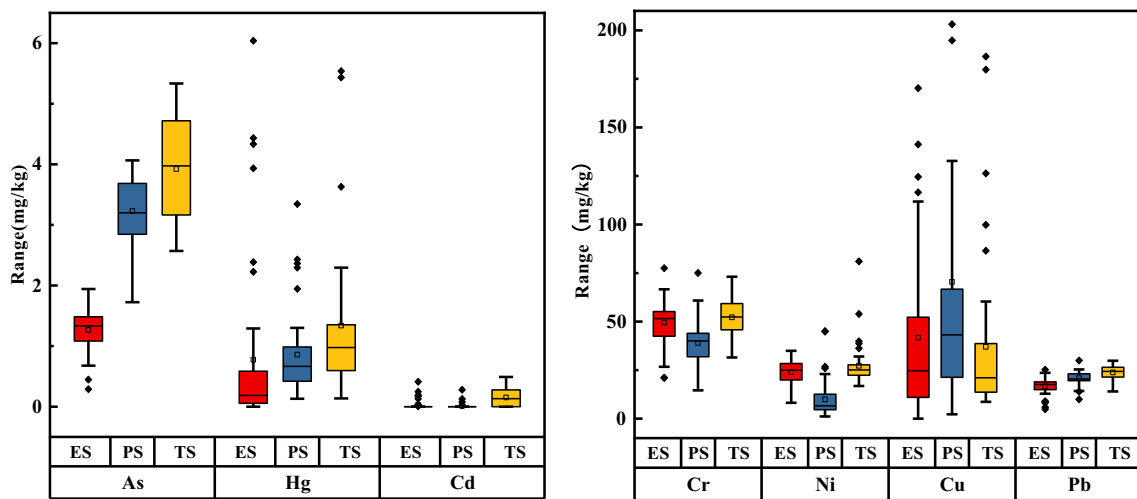 6
4
2
0
Range(mg/kg)
ES PS TS ES PS TS ES PS TS
As Hg Cd
200
150
100
50
0
Range (mg/kg)
ES PS TS ES PS TS ES PS TS ES PS TS
Cr Ni Cu Pb